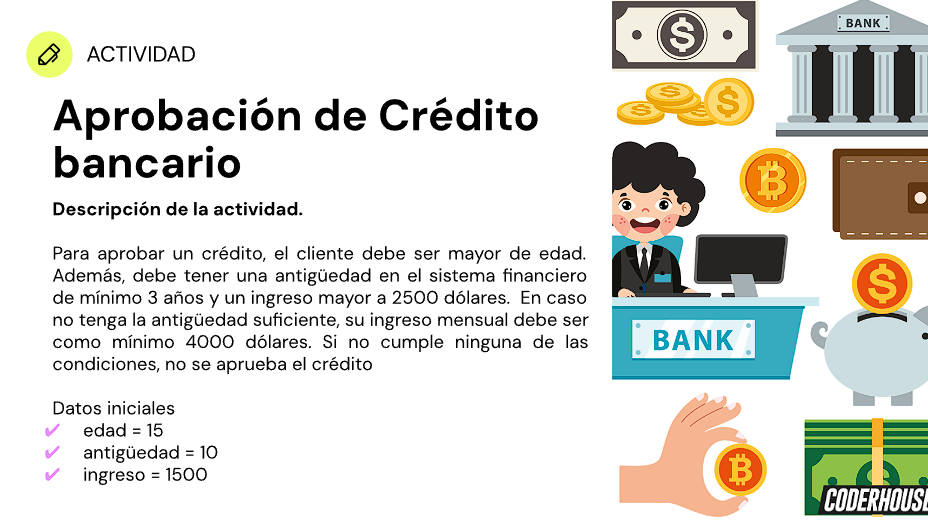 ACTIVIDAD
Aprobación de Crédito
bancario
Descripción de la actividad.
Para aprobar un crédito, el cliente debe ser mayor de edad.
Además, debe tener una antigüedad en el sistema financiero
de mínimo 3 años y un ingreso mayor a 2500 dólares. En caso
no tenga la antigüedad suficiente, su ingreso mensual debe ser
como mínimo 4000 dólares. Si no cumple ninguna de las
condiciones, no se aprueba el crédito
Datos iniciales
✔ edad = 15
✔ antigüedad = 10
✔ ingreso = 1500
$
BANK
$
$
BANK
CODERHOUSE